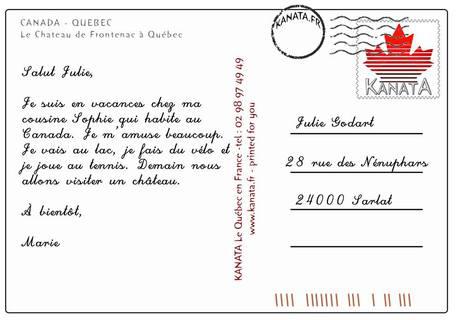 CANADA - QUEBEC
Le Chateau de Frontenac à Québec
Salut Julie,
Je suis en vacances chez ma
cousine Sophie qui habite au
Canada. Je m'amuse beaucoup.
Je vais au lac, je fais du vélo et
je joue au tennis. Demain nous
allons visiter un château.
À bientôt,
Marie
KANATA Le Québec en France -tel : 02 98 97 49 49
www.kanata.fr - printed for you
KANATA.FR
KANATA
Julie Godart
28 rue des Nénuphars
24000 Sarlat